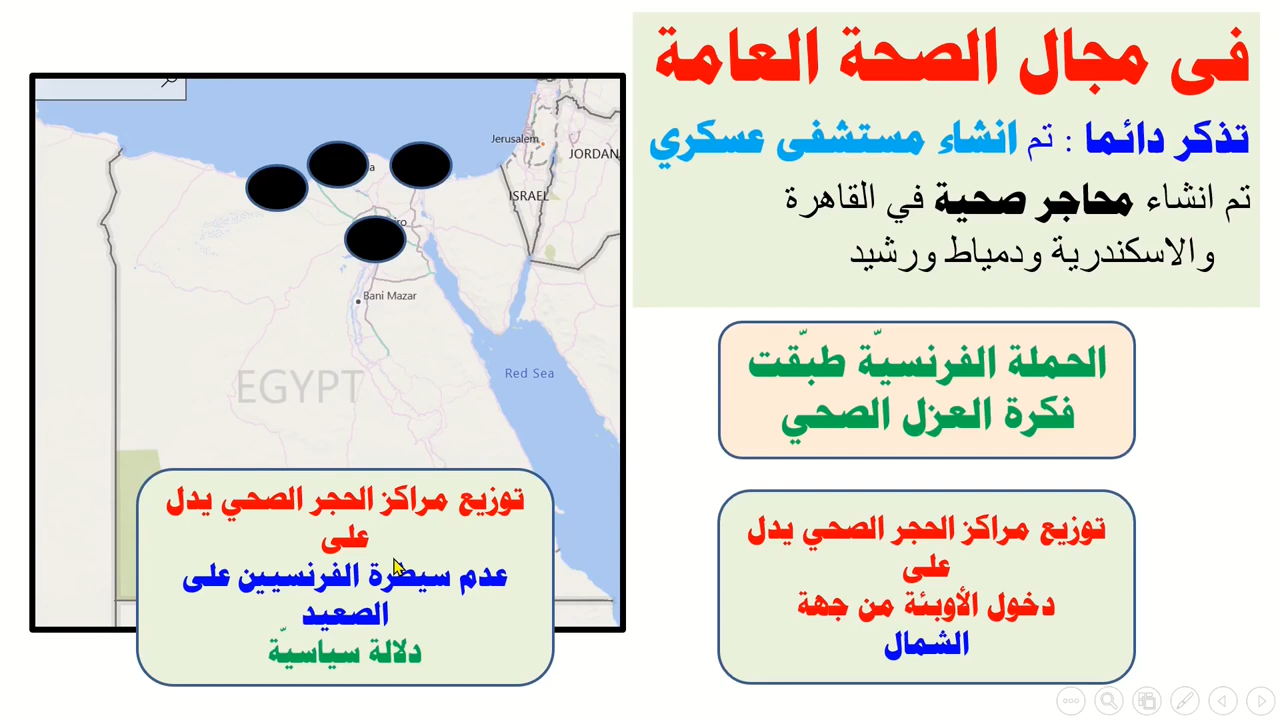 فى مجال الصحة العامة
تذكر دائما : تم انشاء مستشفى عسكري
تم انشاء محاجر صحية في القاهرة
والاسكندرية ودمياط ورشيد
الحملة الفرنسيّة طبّقت
فكرة العزل الصحي
توزيع مراكز الحجر الصحي يدل
على
دخول الأوبئة من جهة
الشمال
توزيع مراكز الحجر الصحي يدل
على
عدم سيطرة الفرنسيين على
الصعيد
دلالة سياسيّة
Jerusalem
JORDAN
ISRAEL
Bani Mazar
EGYPT
Red Sea